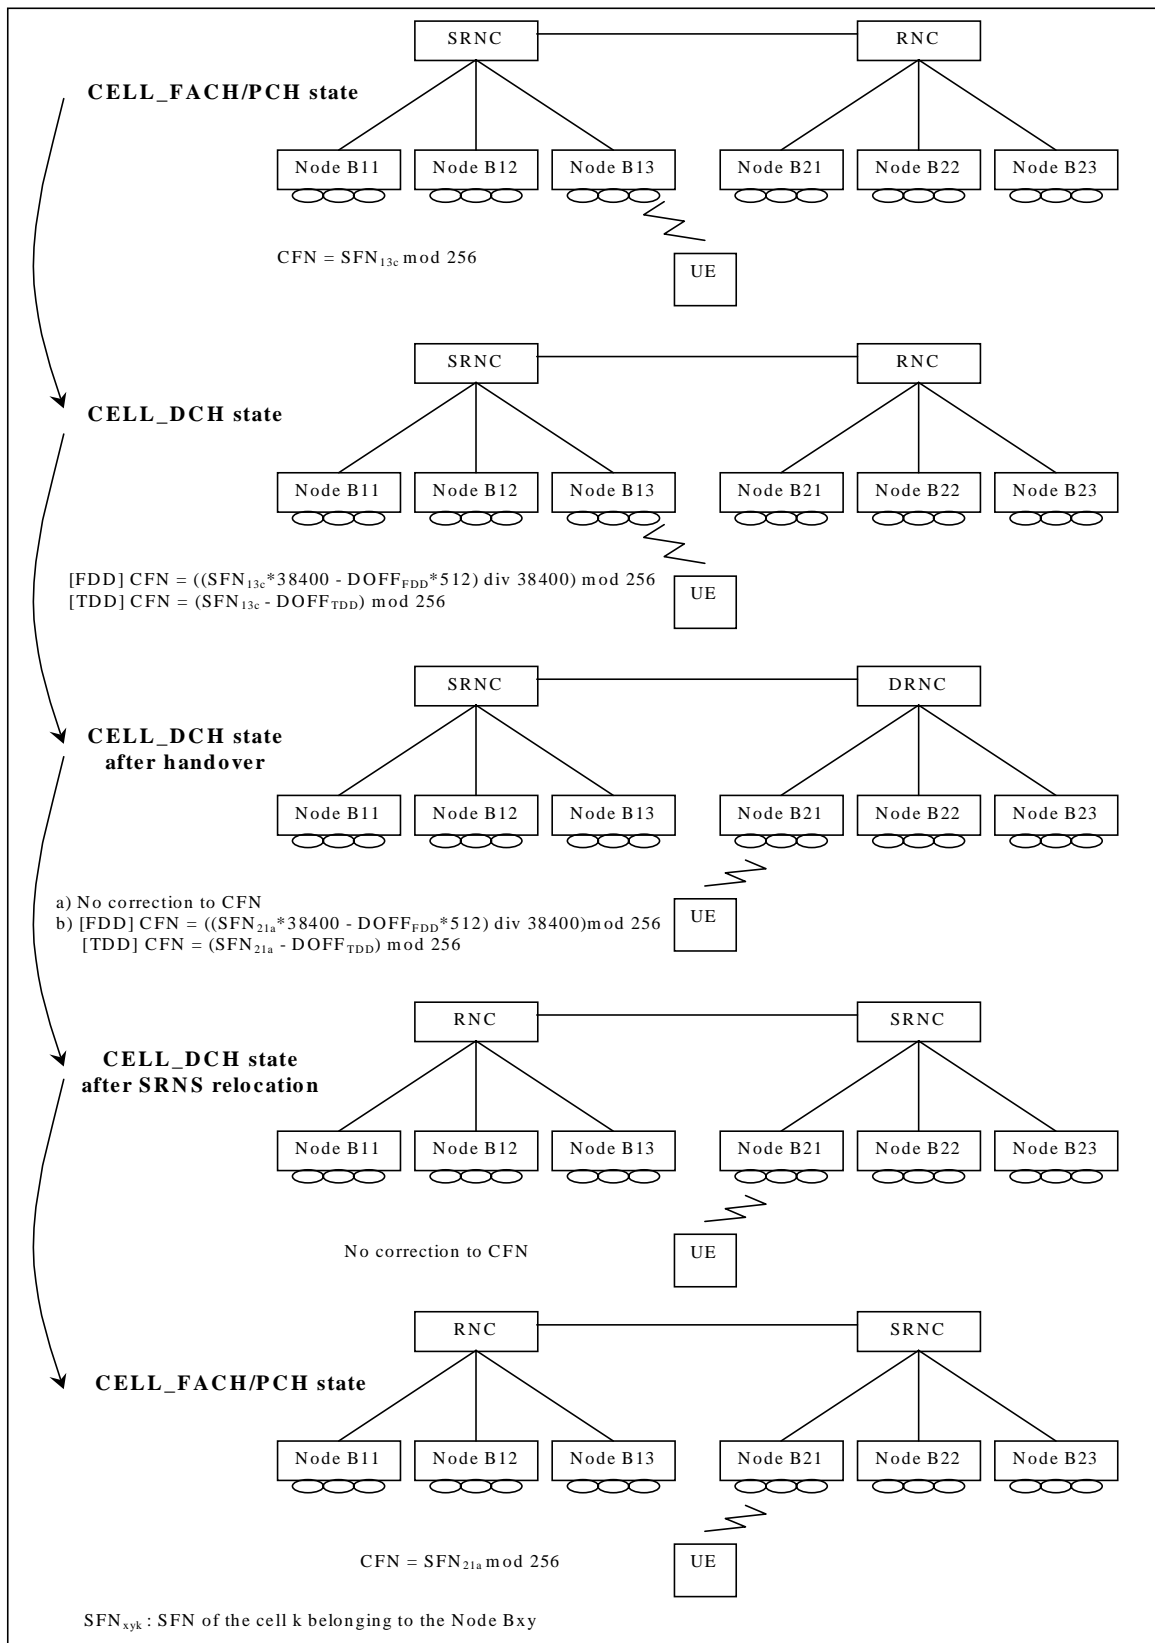 SRNC RNC
CELL_FACH/PCH state
Node B11 Node B12 Node B13 Node B21 Node B22 Node B23
CFN = SFN13c mod 256
UE
SRNC RNC
CELL_DCH state
Node B11 Node B12 Node B13 Node B21 Node B22 Node B23
[FDD] CFN = ((SFN13c*38400 - DOFFFDD*512) div 38400) mod 256
[TDD] CFN = (SFN13c - DOFFTDD) mod 256
UE
SRNC DRNC
CELL_DCH state
after handover
Node B11 Node B12 Node B13 Node B21 Node B22 Node B23
a) No correction to CFN
b) [FDD] CFN = ((SFN21a*38400 - DOFFFDD*512) div 38400)mod 256
[TDD] CFN = (SFN21a - DOFFTDD) mod 256
UE
RNC SRNC
CELL_DCH state
after SRNS relocation
Node B11 Node B12 Node B13 Node B21 Node B22 Node B23
No correction to CFN
UE
RNC SRNC
CELL_FACH/PCH state
Node B11 Node B12 Node B13 Node B21 Node B22 Node B23
CFN = SFN21a mod 256
UE
SFNxyk : SFN of the cell k belonging to the Node Bxy